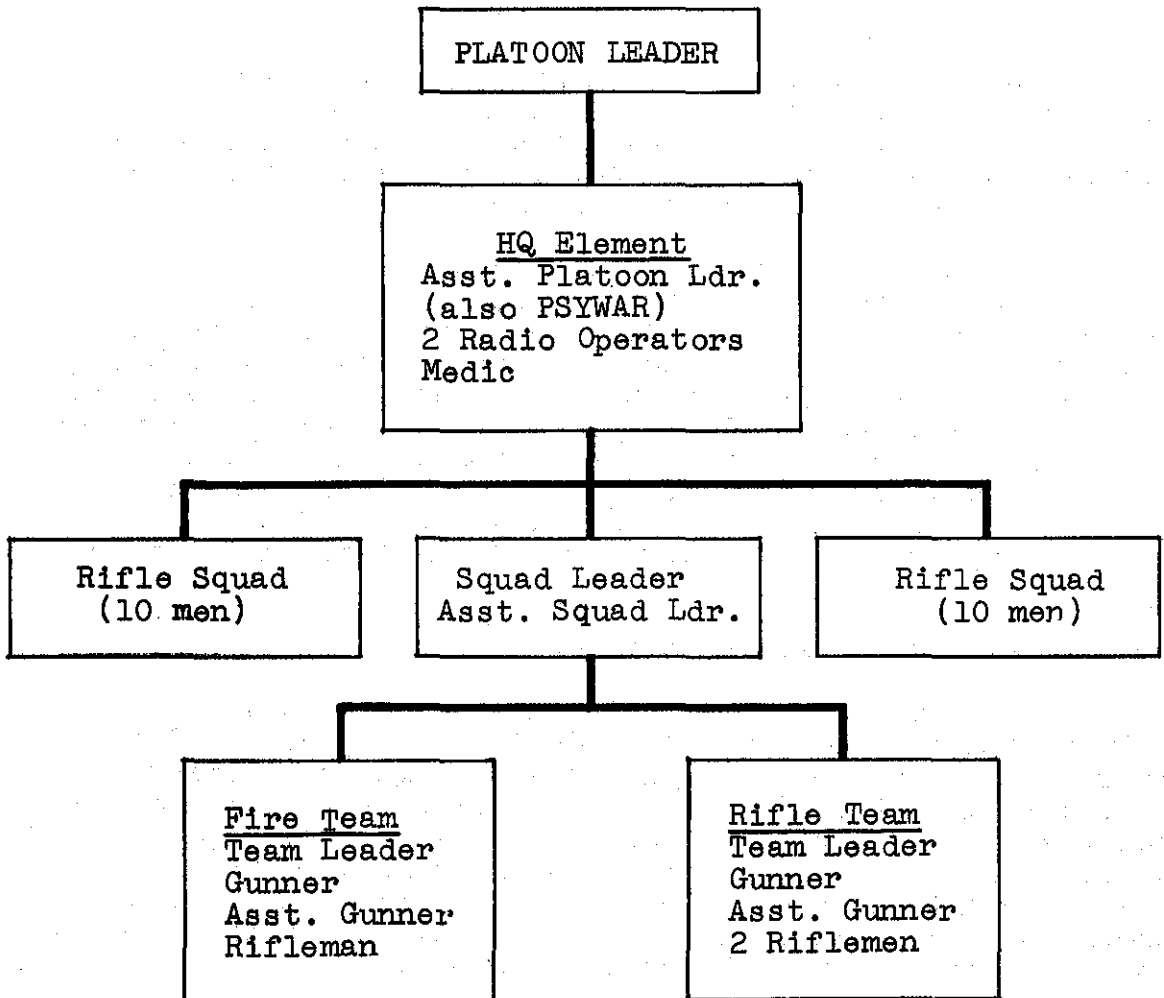 PLATOON LEADER
HQ Element
Asst. Platoon Ldr.
(also PSYWAR)
2 Radio Operators
Medic
Rifle Squad
(10 men)
Squad Leader
Asst. Squad Ldr.
Rifle Squad
(10 men)
Fire Team
Team Leader
Gunner
Asst. Gunner
Rifleman
Rifle Team
Team Leader
Gunner
Asst. Gunner
2 Riflemen